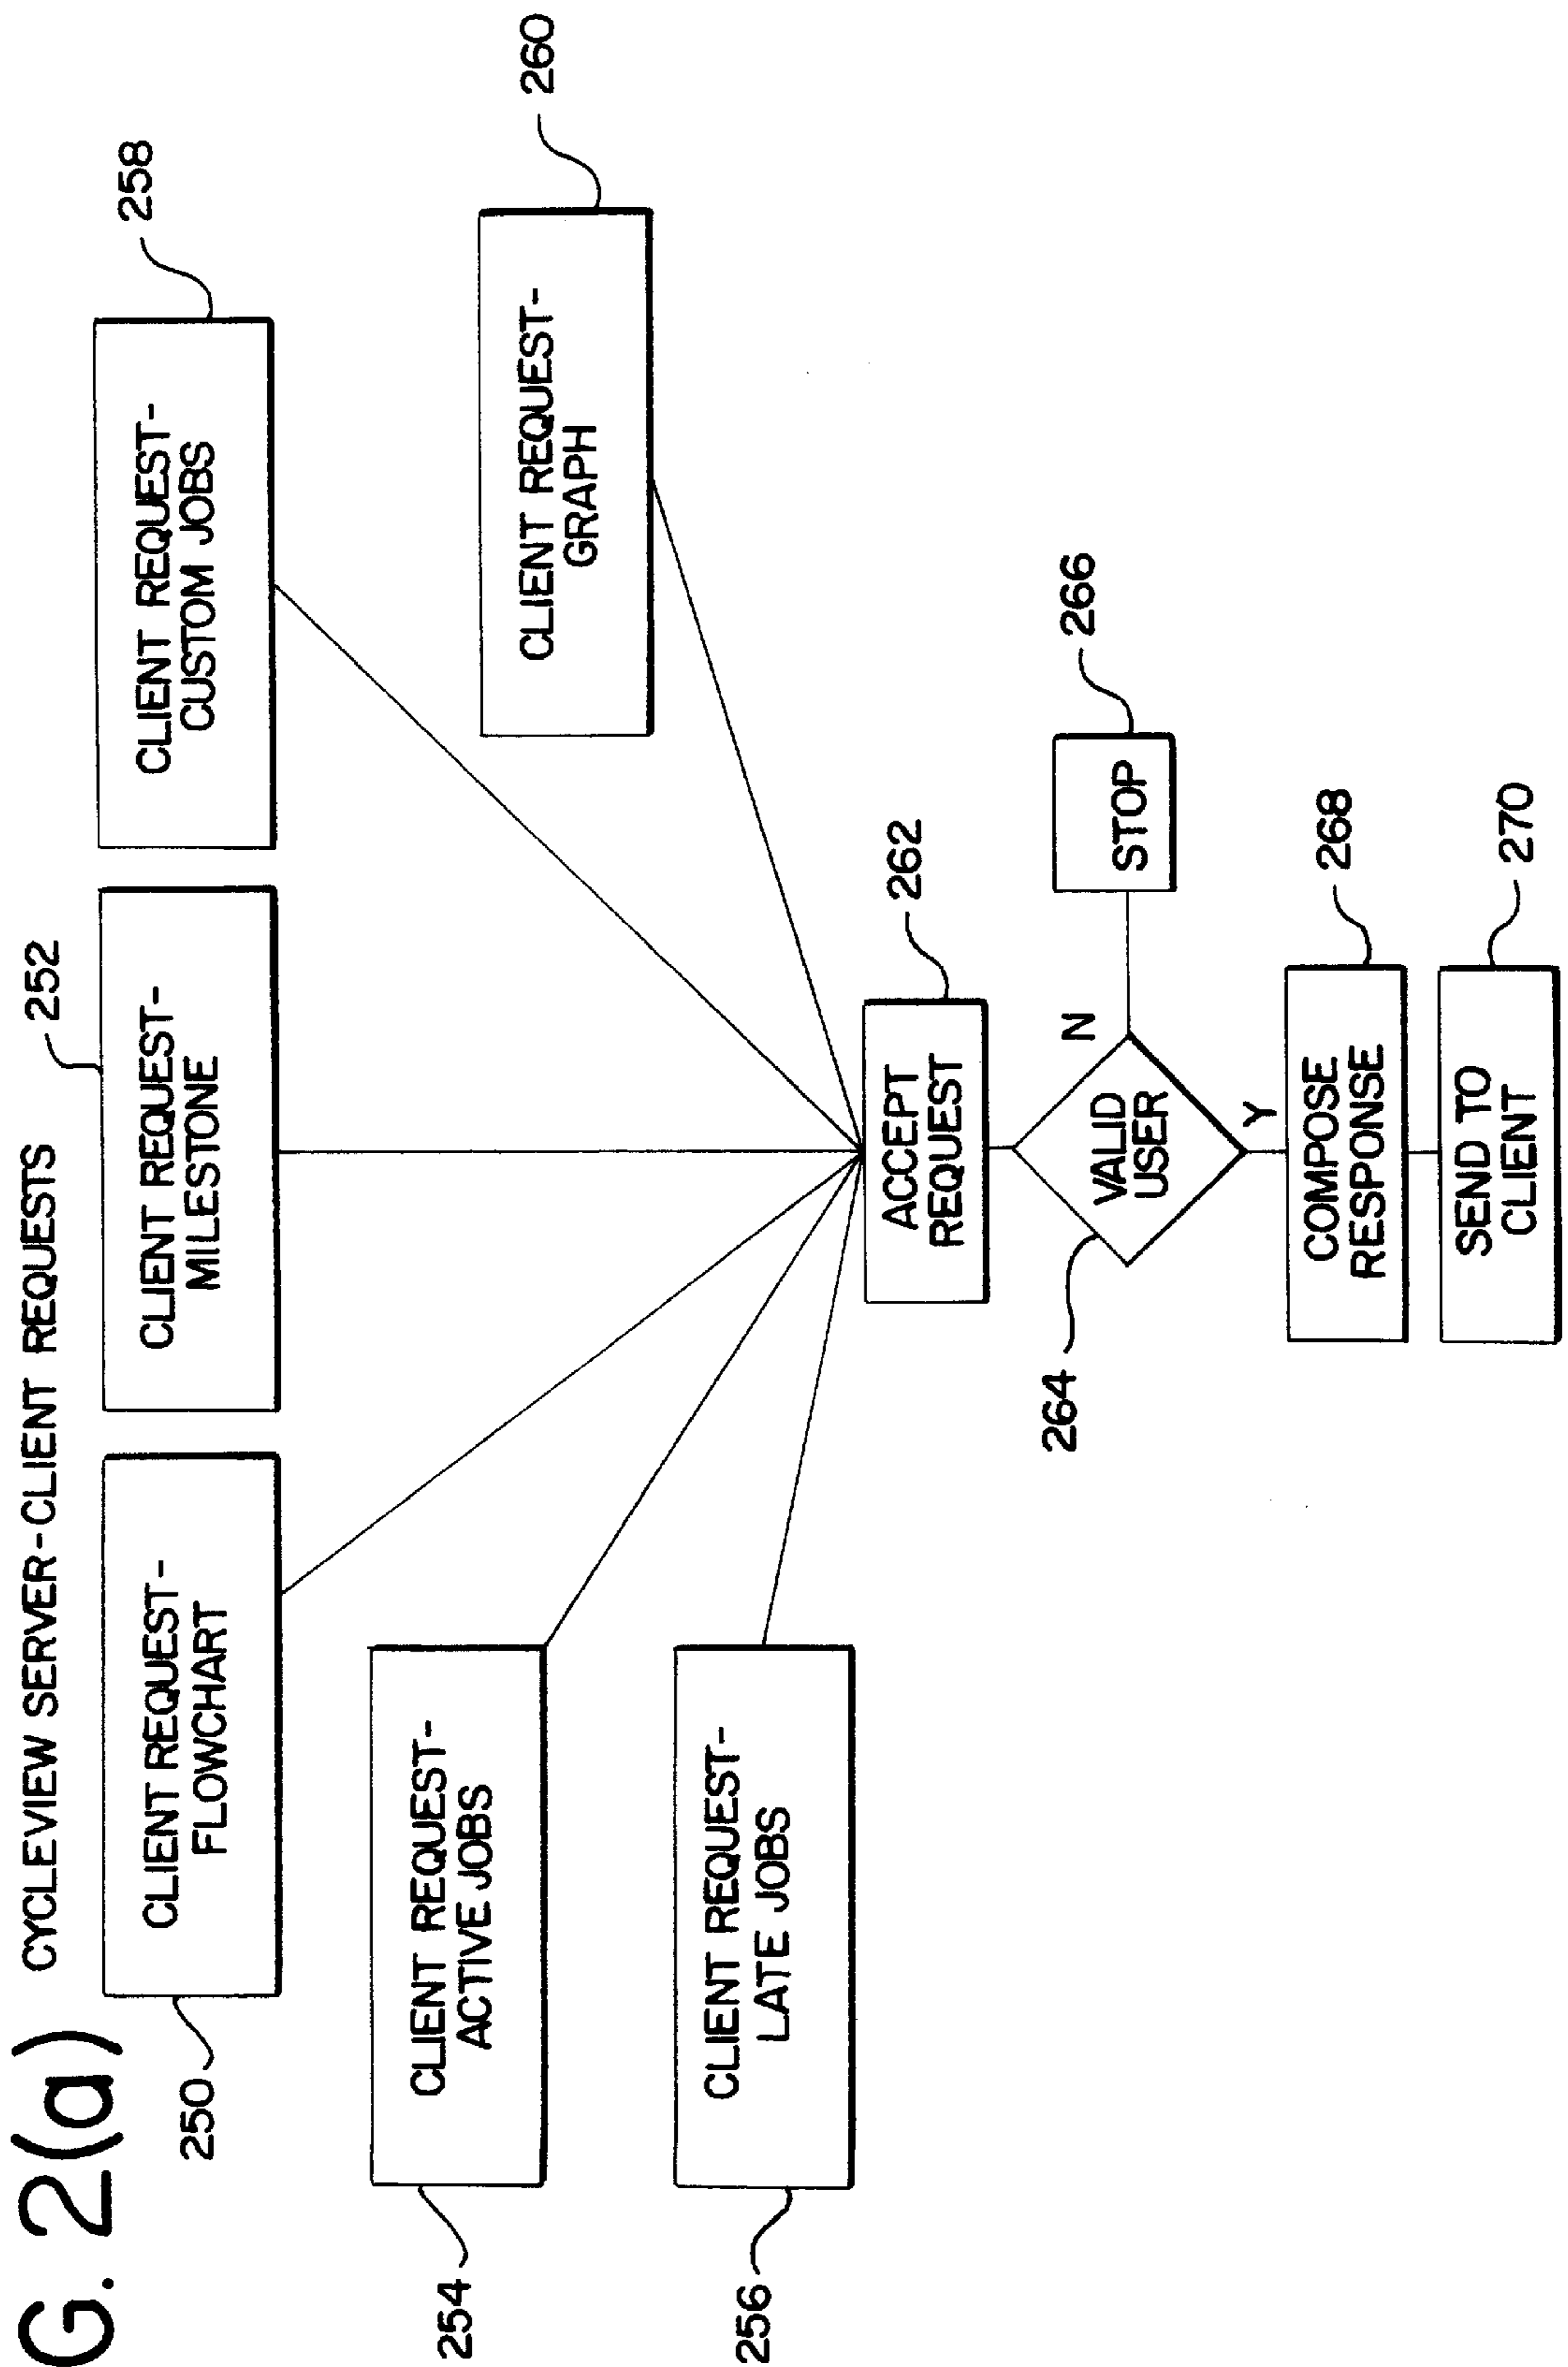 G. 2(a)
CYCLEVIEW SERVER-CLIENT REQUESTS
250
CLIENT REQUEST-
FLOWCHART
252
CLIENT REQUEST-
MILESTONE
258
CLIENT REQUEST-
CUSTOM JOBS
254
CLIENT REQUEST-
ACTIVE JOBS
260
CLIENT REQUEST-
GRAPH
256
CLIENT REQUEST-
LATE JOBS
262
ACCEPT
REQUEST
264
VALID
USER
N
266
STOP
Y
268
COMPOSE
RESPONSE
270
SEND TO
CLIENT